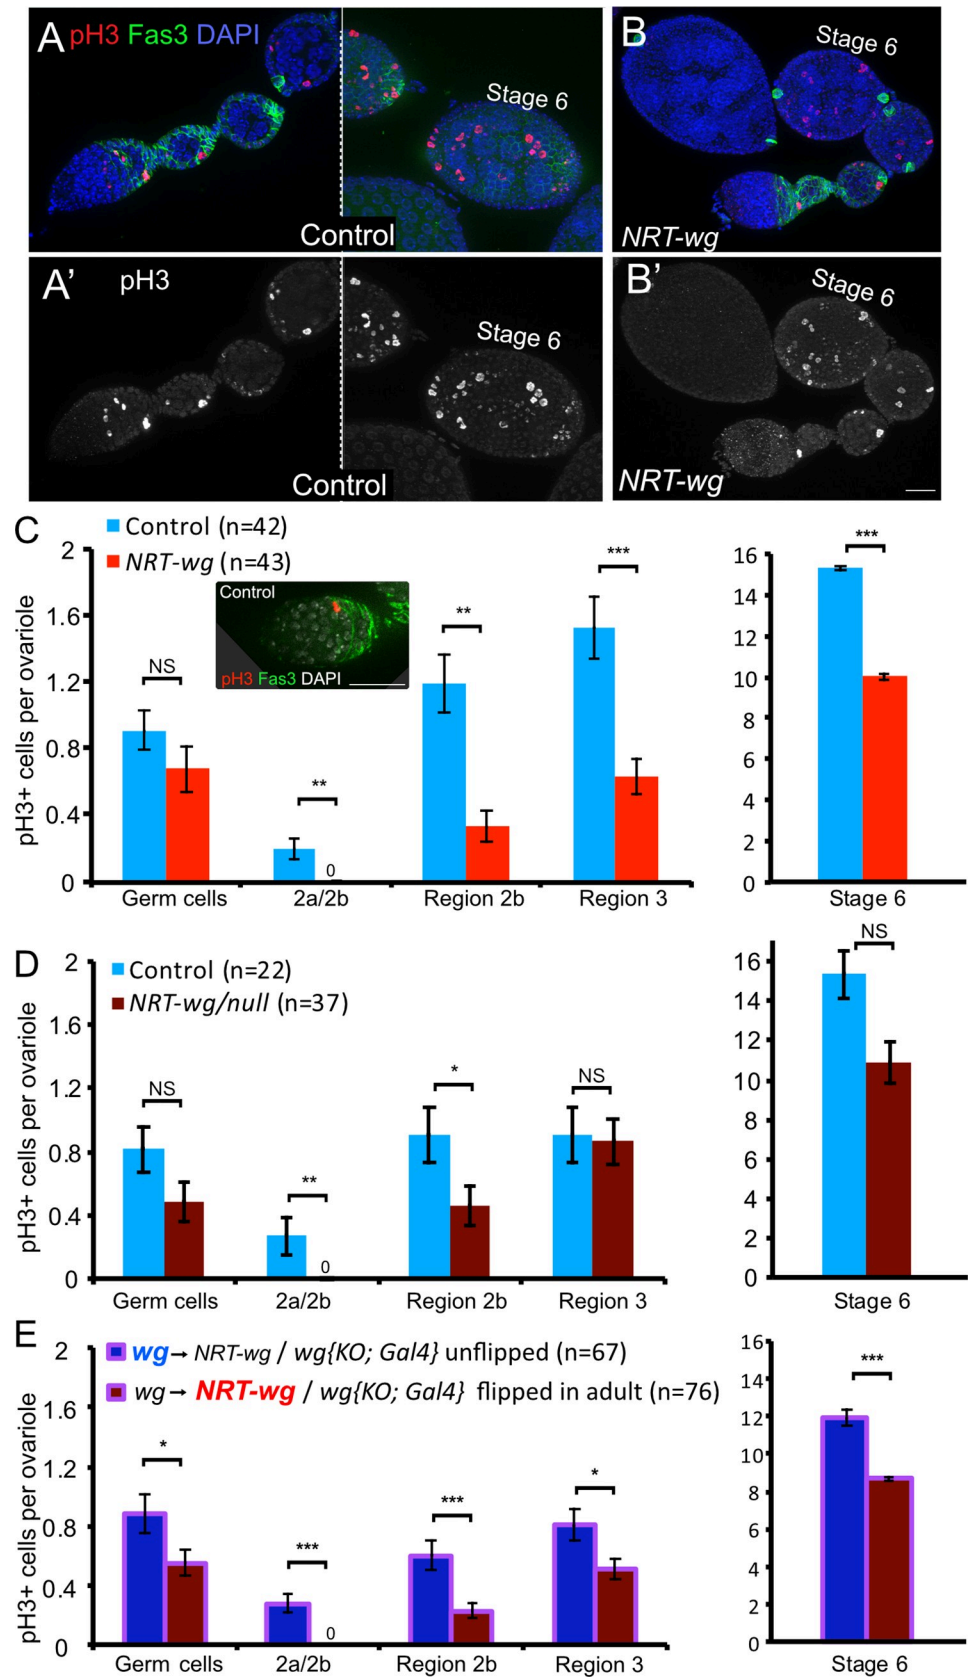 A pH3 Fas3 DAPI
Stage 6
Control
B
Stage 6
NRT-wg
A'
pH3
Stage 6
Control
B'
Stage 6
NRT-wg
C
Control (n=42)
NRT-wg (n=43)
Control
pH3 Fas3 DAPI
pH3+ cells per ovariole
2
1.6
1.2
0.8
0.4
0
NS
**
0
**
***
Germ cells
2a/2b
Region 2b
Region 3
16
14
12
10
8
6
4
2
0
***
Stage 6
D
Control (n=22)
NRT-wg/null (n=37)
pH3+ cells per ovariole
2
1.6
1.2
0.8
0.4
0
NS
**
0
*
NS
Germ cells
2a/2b
Region 2b
Region 3
16
14
12
10
8
6
4
2
0
NS
Stage 6
E
wg→ NRT-wg / wg{KO; Gal4} unflipped (n=67)
wg→ NRT-wg / wg{KO; Gal4} flipped in adult (n=76)
pH3+ cells per ovariole
2
1.6
1.2
0.8
0.4
0
*
***
0
***
*
Germ cells
2a/2b
Region 2b
Region 3
16
14
12
10
8
6
4
2
0
***
Stage 6